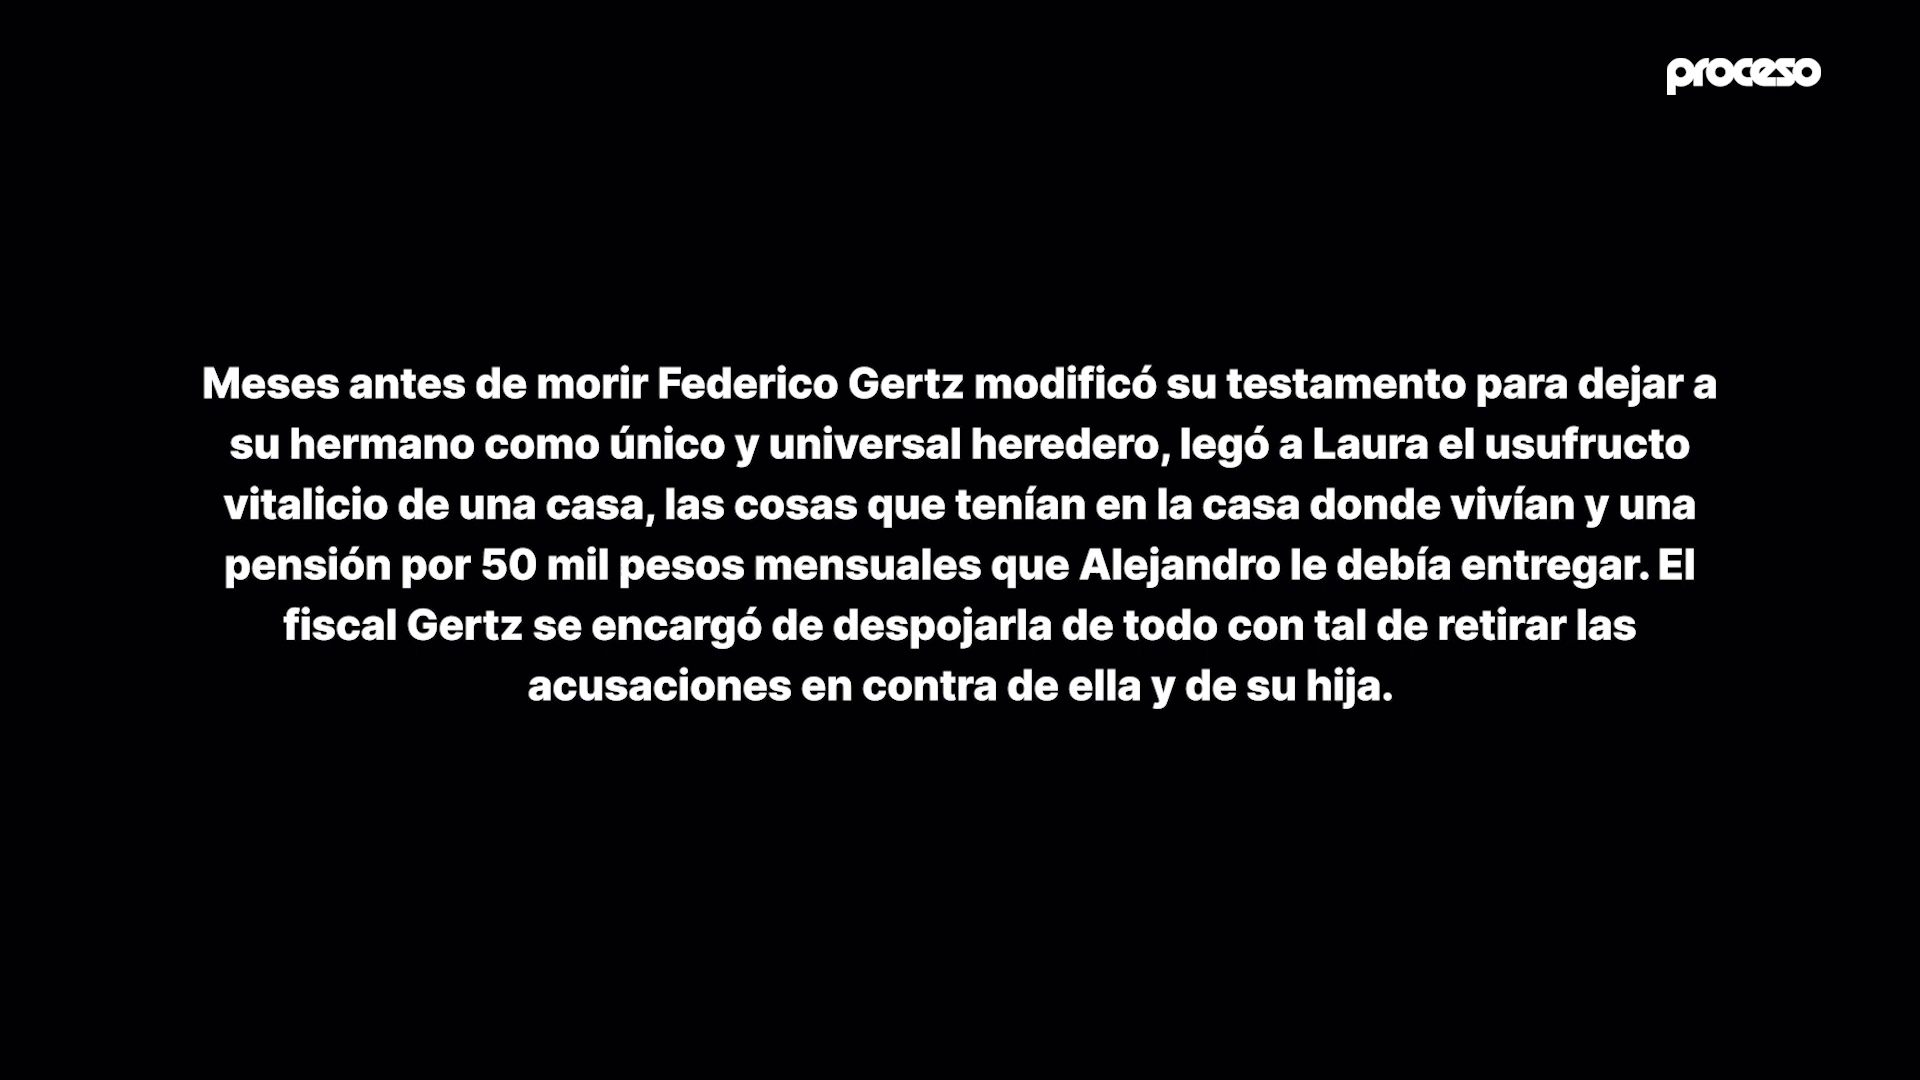 proceso
Meses antes de morir Federico Gertz modificó su testamento para dejar a
su hermano como único y universal heredero, legó a Laura el usufructo
vitalicio de una casa, las cosas que tenían en la casa donde vivían y una
pensión por 50 mil pesos mensuales que Alejandro le debía entregar. El
fiscal Gertz se encargó de despojarla de todo con tal de retirar las
acusaciones en contra de ella y de su hija.